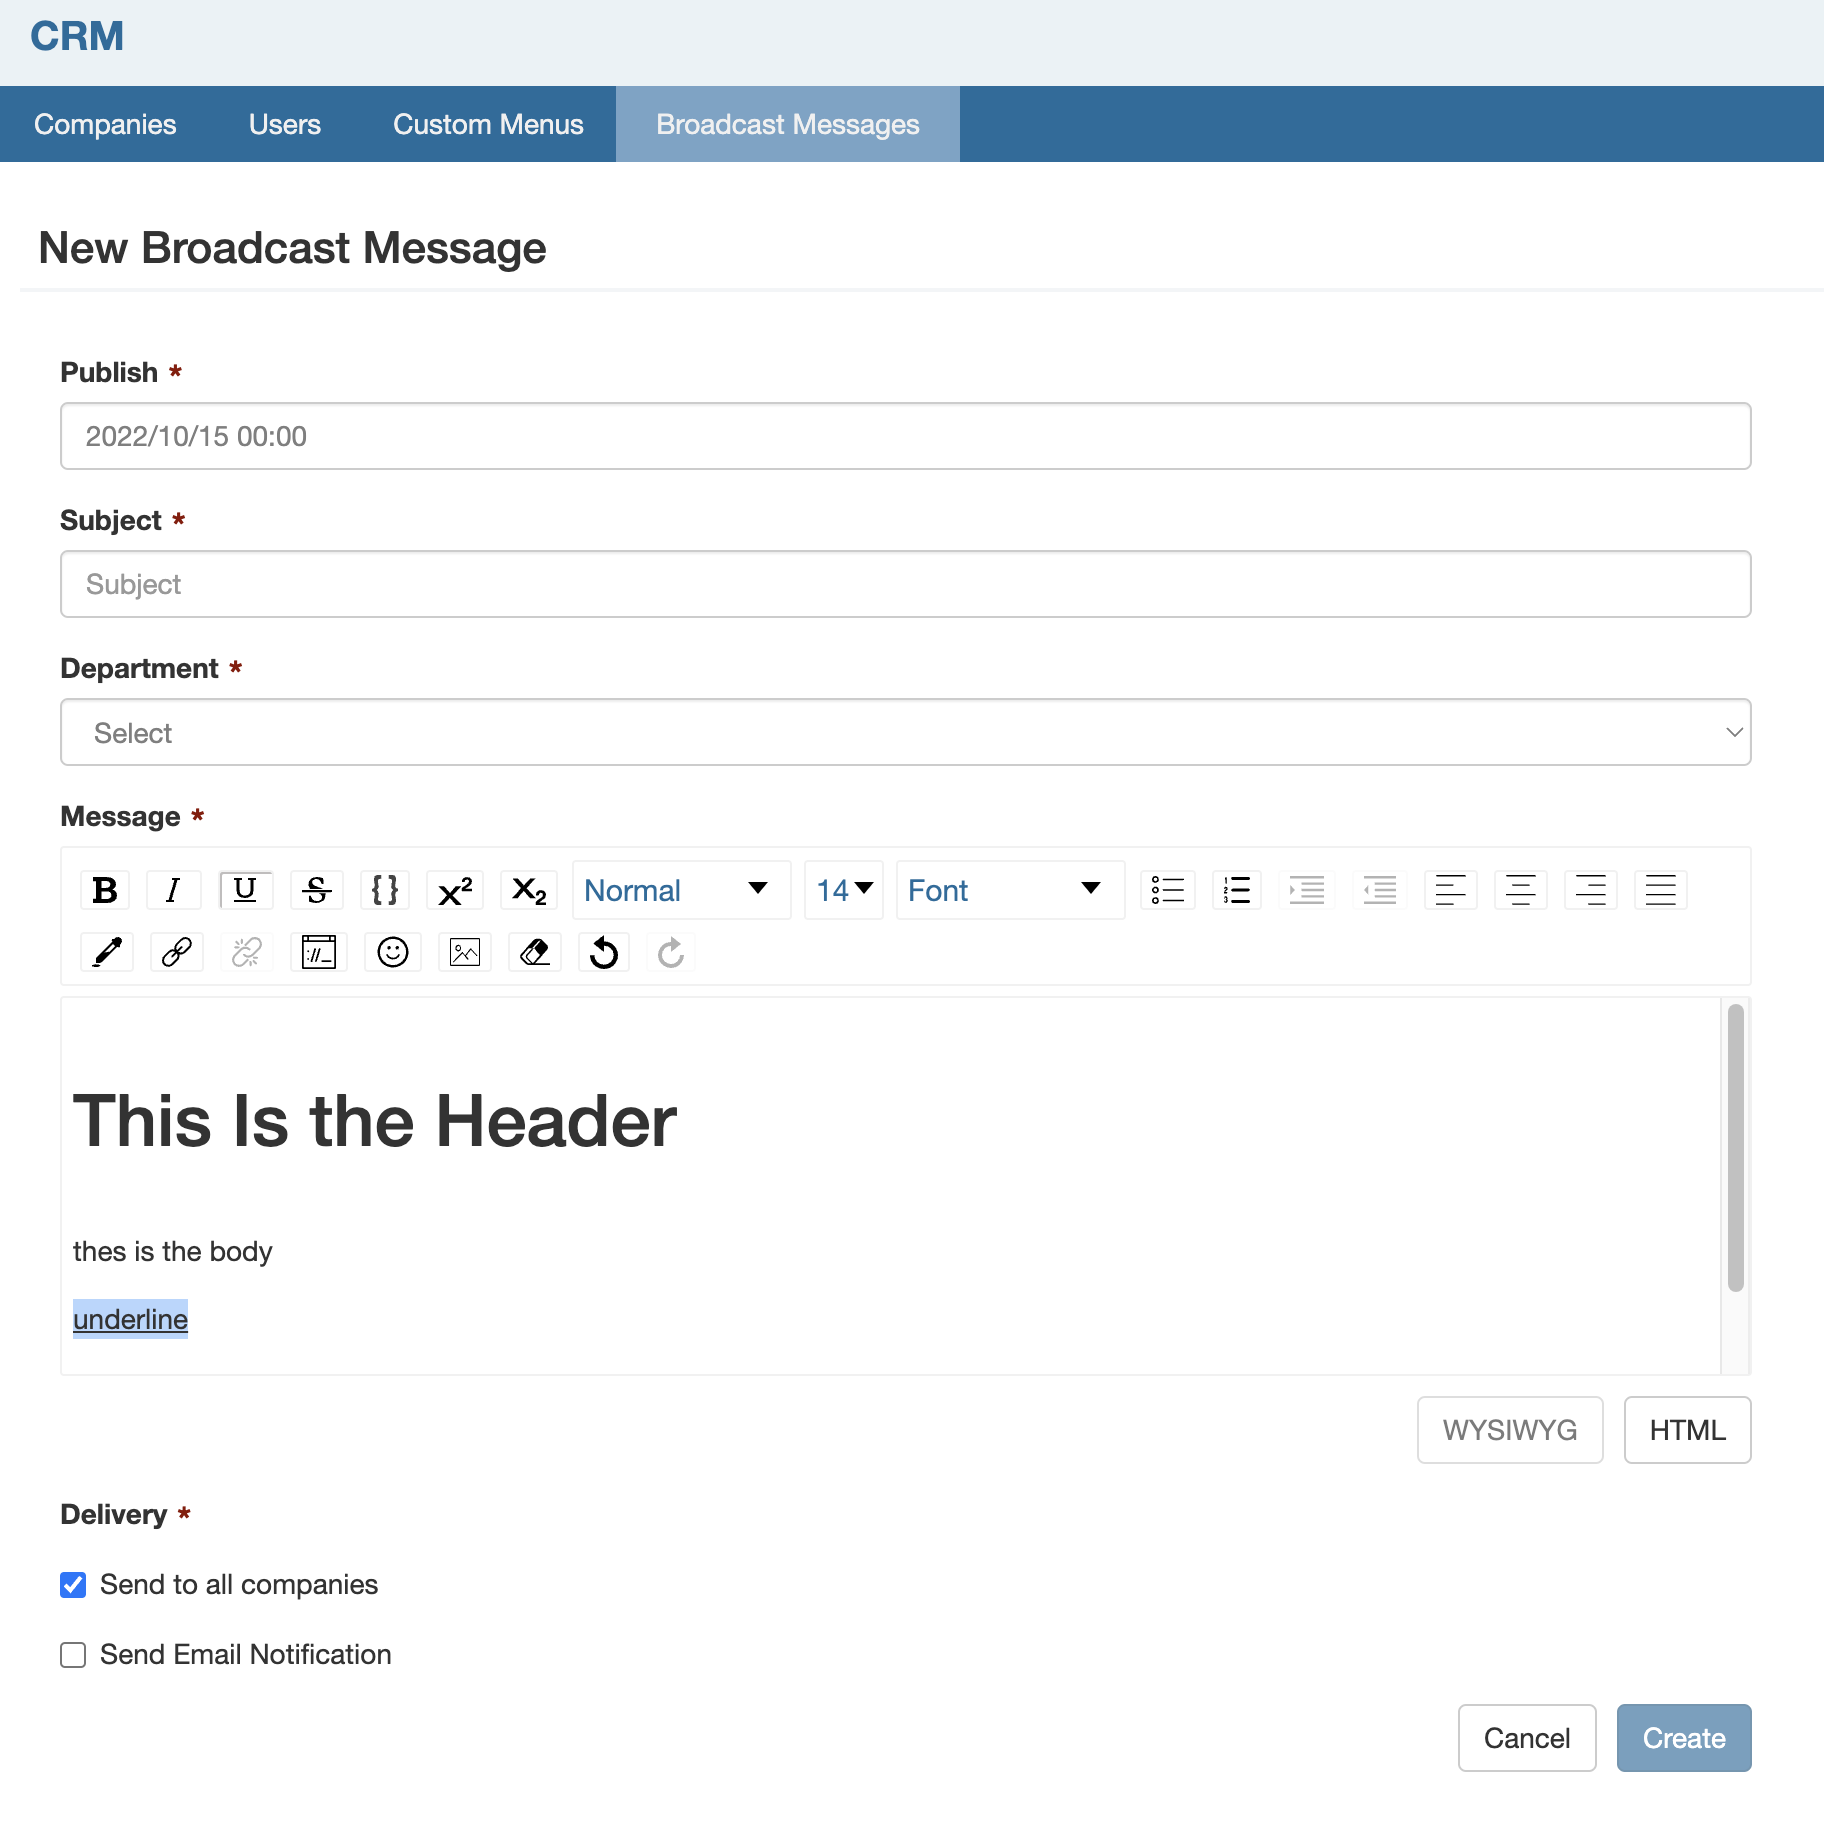 CRM
Companies Users Custom Menus Broadcast Messages
New Broadcast Message
Publish *
2022/10/15 00:00
Subject *
Subject
Department *
Select
Message *
B I U S {} X² X₂ Normal 14 Font
This Is the Header
thes is the body
underline
WYSIWYG HTML
Delivery *
Send to all companies
Send Email Notification
Cancel Create